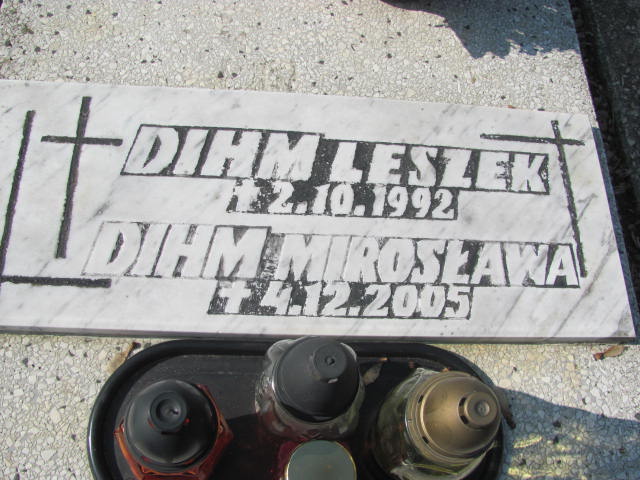 DIHM LESZEK
✝ 2.10.1992
DIHM MIROSŁAWA
✝ 4.12.2005